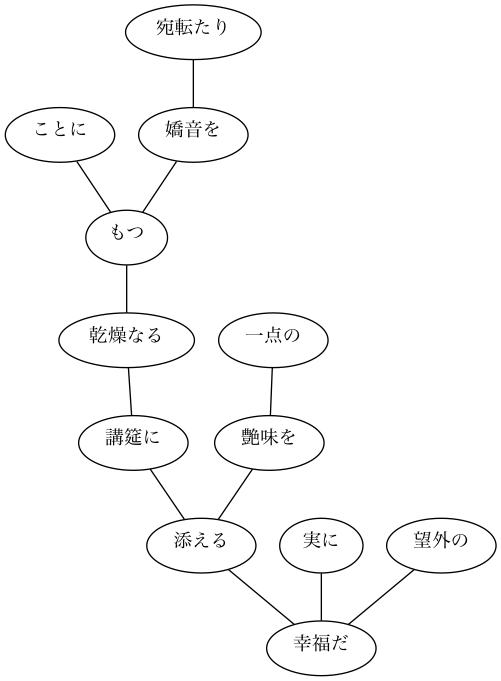 宛転たり
ことに
嬌音を
もつ
乾燥なる
一点の
講筵に
艶味を
添える
実に
望外の
幸福だ